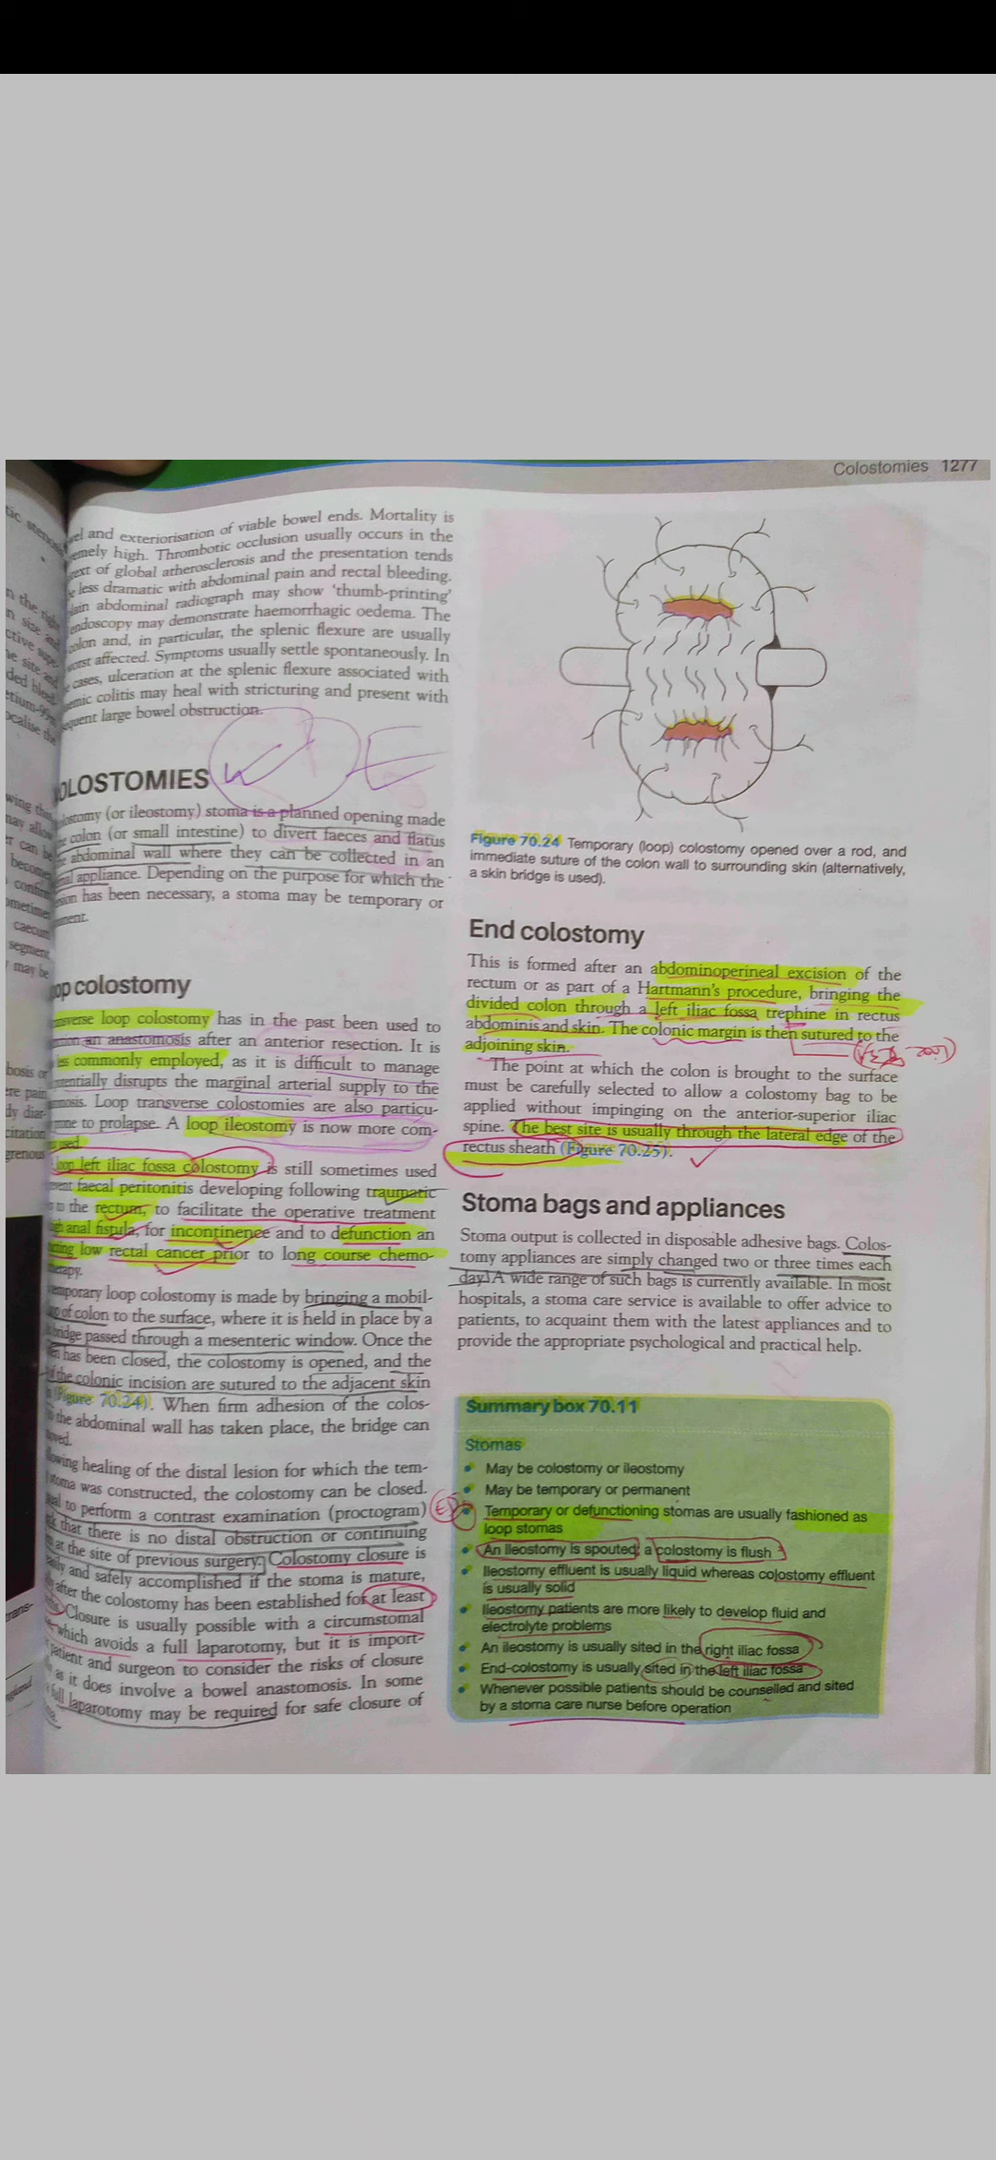 Colostomies 1277
and exteriorisation of viable bowel ends. Mortality is
high. Thrombotic occlusion usually occurs in the
of global atherosclerosis and the presentation tends
less dramatic with abdominal pain and rectal bleeding.
abdominal radiograph may show 'thumb-printing'
endoscopy may demonstrate haemorrhagic oedema. The
colon and, in particular, the splenic flexure are usually
affected. Symptoms usually settle spontaneously. In
cases, ulceration at the splenic flexure associated with
colitis may heal with stricturing and present with
large bowel obstruction.
OLOSTOMIES
(or ileostomy) stoma is a planned opening made
colon (or small intestine) to divert faeces and flatus
abdominal wall where they can be collected in an
appliance. Depending on the purpose for which the
has been necessary, a stoma may be temporary or
colostomy
loop colostomy has in the past been used to
an anastomosis after an anterior resection. It is
less commonly employed, as it is difficult to manage
disrupts the marginal arterial supply to the
Loop transverse colostomies are also particu-
to prolapse. A loop ileostomy is now more com-
used.
loop left iliac fossa colostomy is still sometimes used
faecal peritonitis developing following traumatic
to the rectum, to facilitate the operative treatment
anal fistula, for incontinence and to defunction an
low rectal cancer prior to long course chemo-
loop colostomy is made by bringing a mobil-
of colon to the surface, where it is held in place by a
bridge passed through a mesenteric window. Once the
has been closed, the colostomy is opened, and the
of the colonic incision are sutured to the adjacent skin
(Figure 70.24). When firm adhesion of the colos-
the abdominal wall has taken place, the bridge can
healing of the distal lesion for which the tem-
stoma was constructed, the colostomy can be closed.
to perform a contrast examination (proctogram)
that there is no distal obstruction or continuing
at the site of previous surgery. Colostomy closure is
and safely accomplished if the stoma is mature,
after the colostomy has been established for at least
Closure is usually possible with a circumstomal
which avoids a full laparotomy, but it is import-
patient and surgeon to consider the risks of closure
as it does involve a bowel anastomosis. In some
full laparotomy may be required for safe closure of
Figure 70.24 Temporary (loop) colostomy opened over a rod, and
immediate suture of the colon wall to surrounding skin (alternatively,
a skin bridge is used).
End colostomy
This is formed after an abdominoperineal excision of the
rectum or as part of a Hartmann's procedure, bringing the
divided colon through a left iliac fossa trephine in rectus
abdominis and skin. The colonic margin is then sutured to the
adjoining skin.
The point at which the colon is brought to the surface
must be carefully selected to allow a colostomy bag to be
applied without impinging on the anterior-superior iliac
spine. The best site is usually through the lateral edge of the
rectus sheath (Figure 70.25).
Stoma bags and appliances
Stoma output is collected in disposable adhesive bags. Colos-
tomy appliances are simply changed two or three times each
day. A wide range of such bags is currently available. In most
hospitals, a stoma care service is available to offer advice to
patients, to acquaint them with the latest appliances and to
provide the appropriate psychological and practical help.
Summary box 70.11
Stomas
• May be colostomy or ileostomy
• May be temporary or permanent
• Temporary or defunctioning stomas are usually fashioned as
loop stomas
• An ileostomy is spouted; a colostomy is flush
• Ileostomy effluent is usually liquid whereas colostomy effluent
is usually solid
• Ileostomy patients are more likely to develop fluid and
electrolyte problems
• An ileostomy is usually sited in the right iliac fossa
• End-colostomy is usually sited in the left iliac fossa
• Whenever possible patients should be counselled and sited
by a stoma care nurse before operation